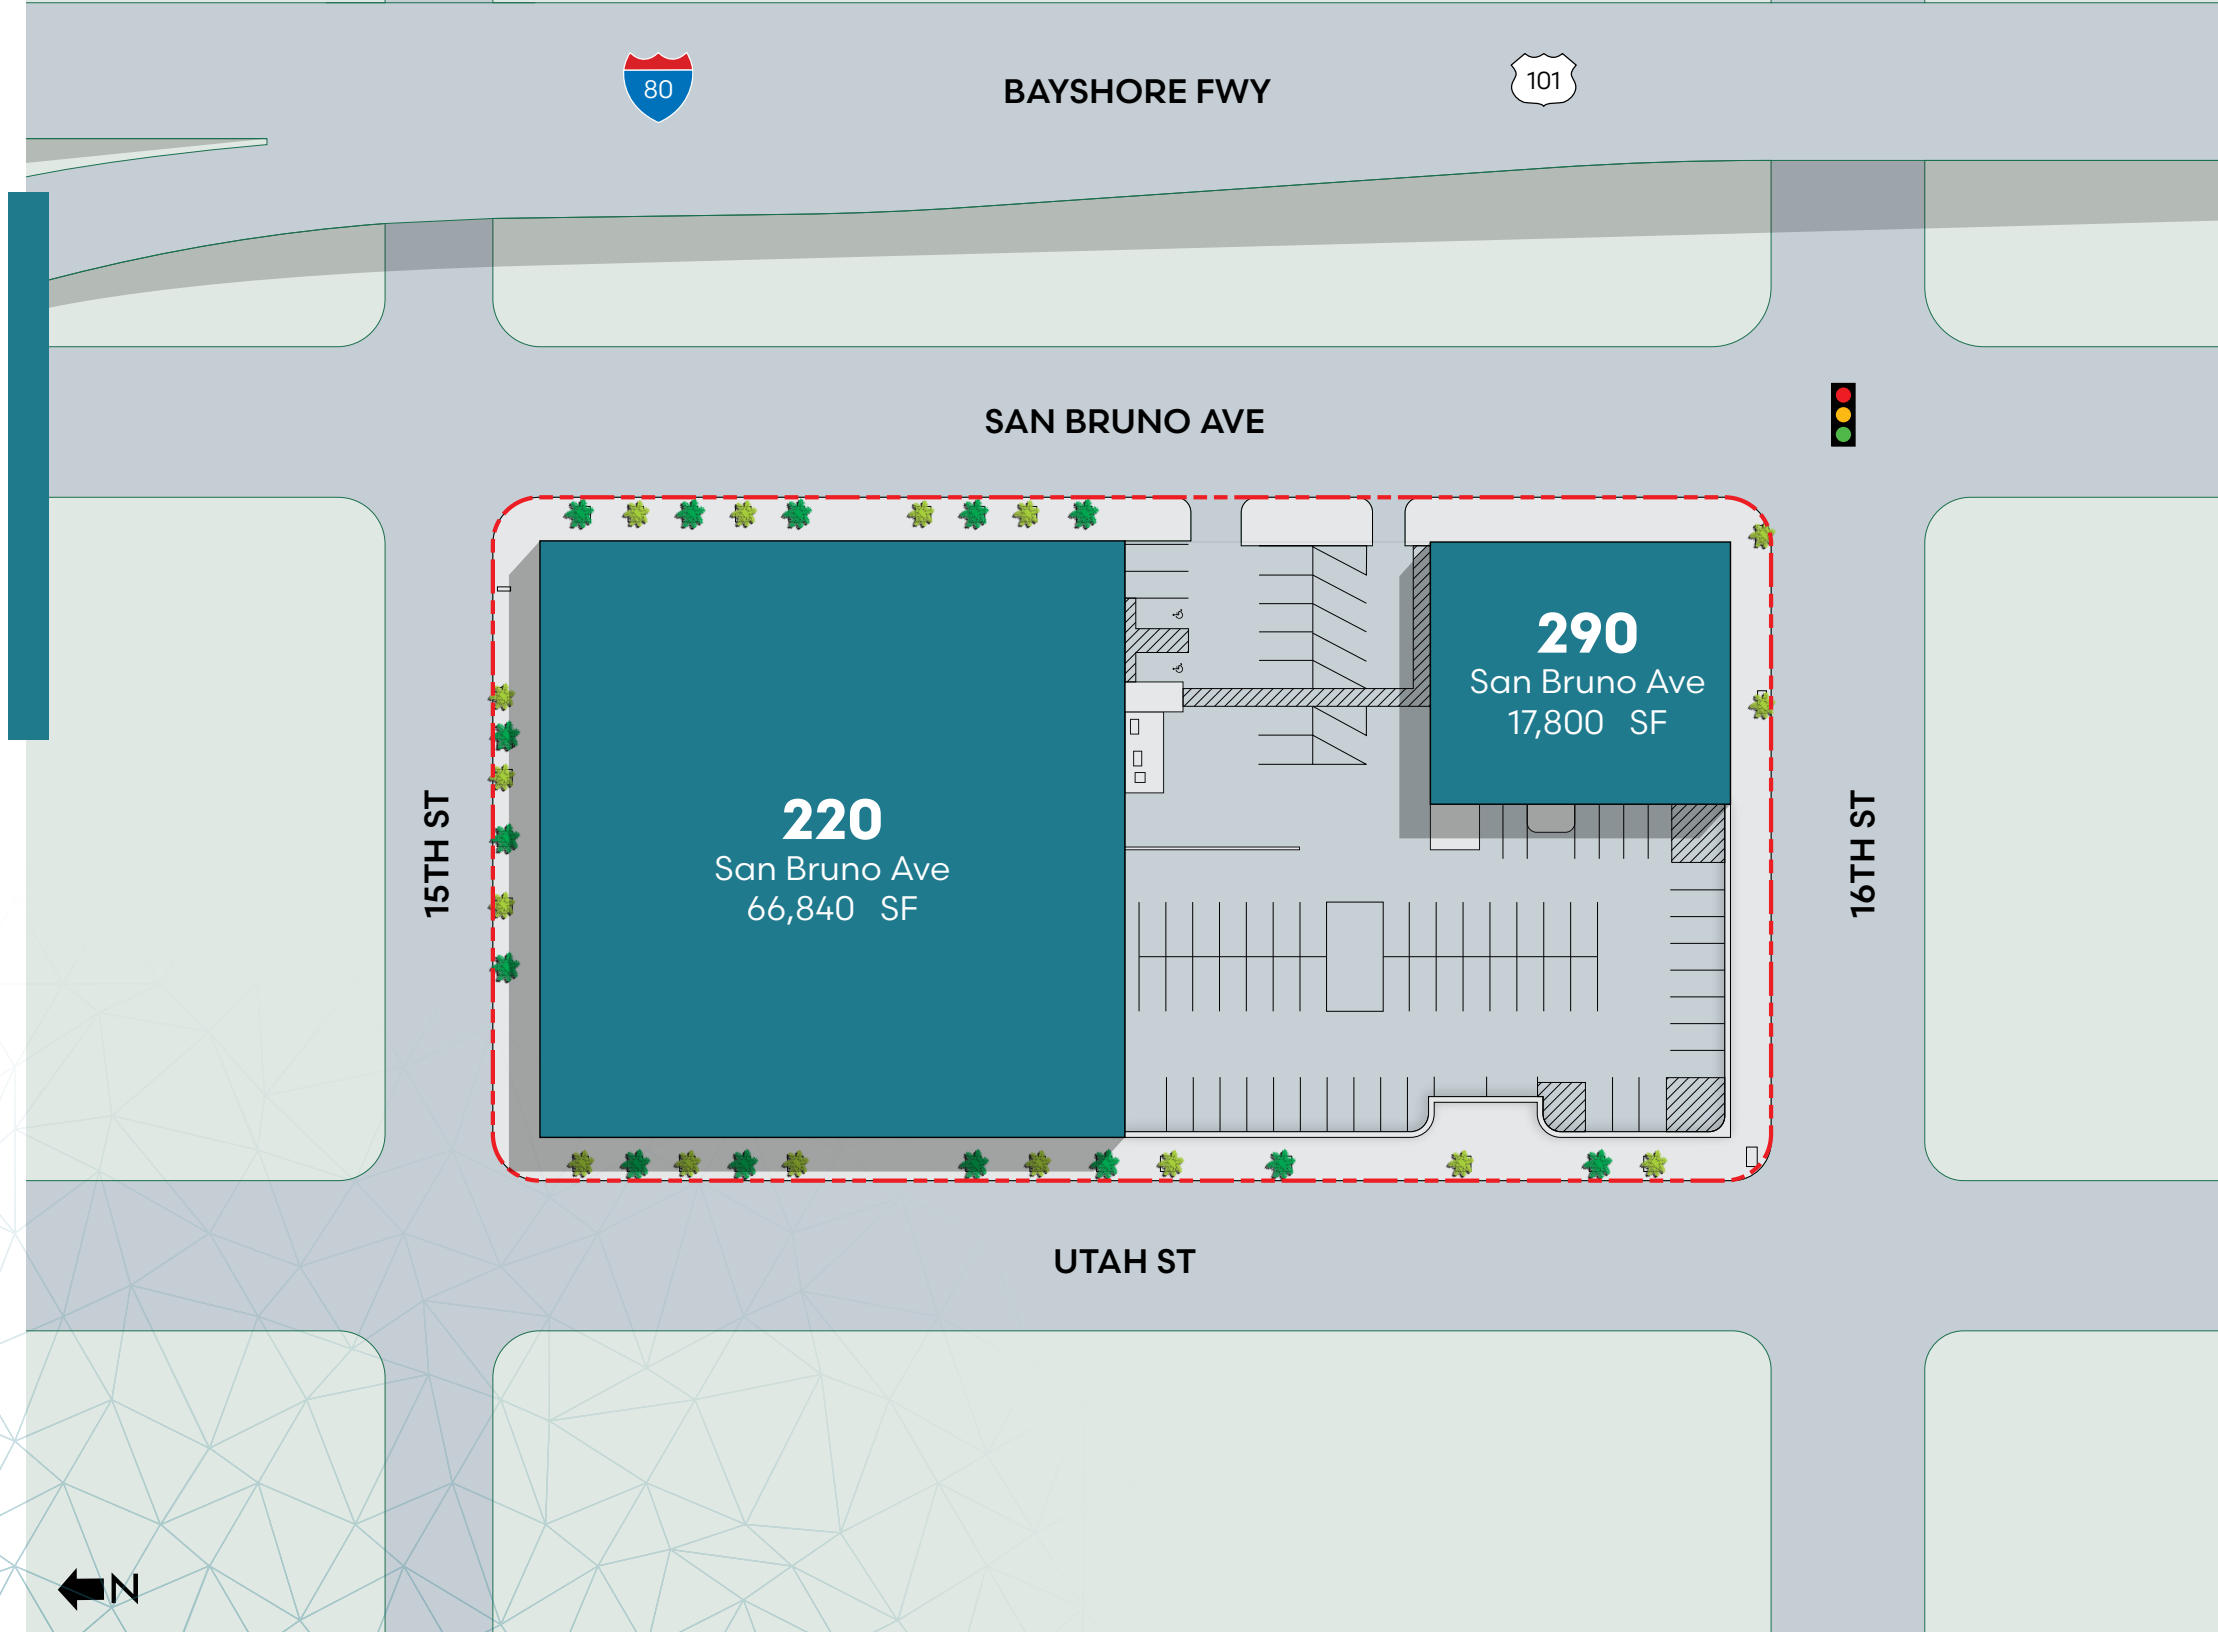 80
BAYSHORE FWY
101
SAN BRUNO AVE
290
San Bruno Ave
17,800 SF
220
San Bruno Ave
66,840 SF
15TH ST
16TH ST
UTAH ST
N